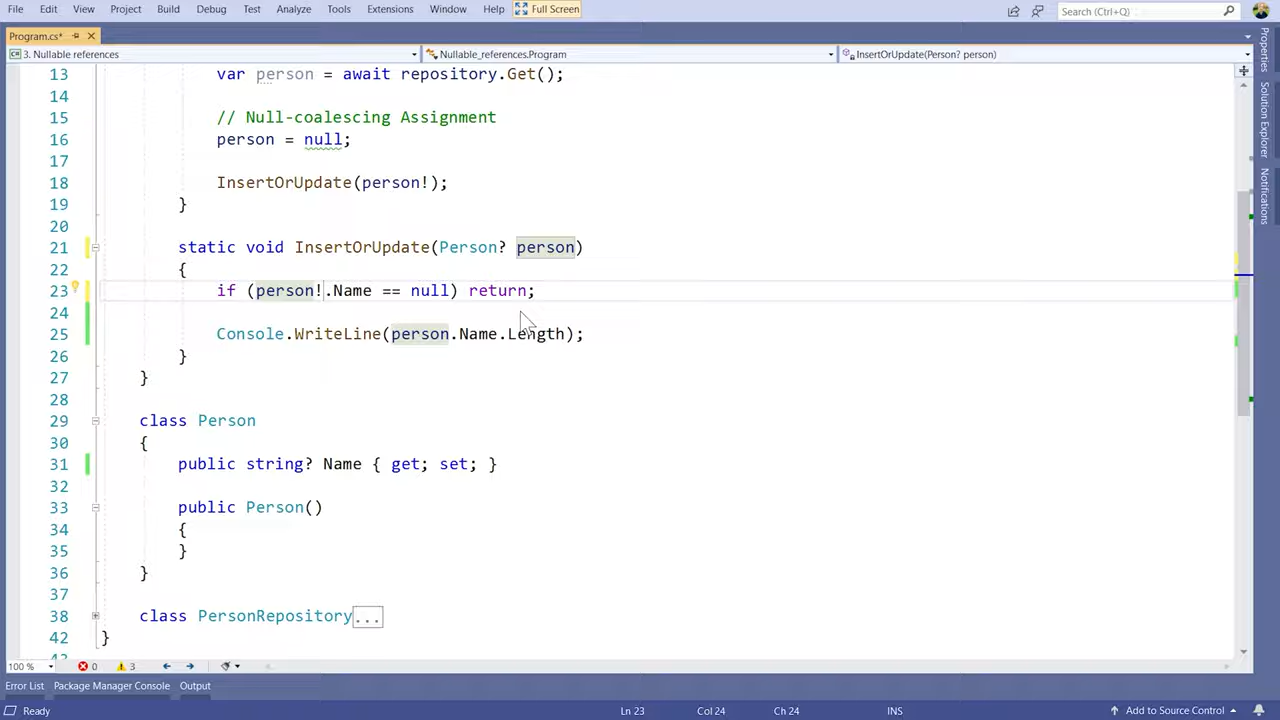 File Edit View Project Build Debug Test Analyze Tools Extensions Window Help Full Screen Search (Ctrl+Q)
Program.cs*
C# 3. Nullable references Nullable_references.Program InsertOrUpdate(Person? person)
13 var person = await repository.Get();
14
15 // Null-coalescing Assignment
16 person = null;
17
18 InsertOrUpdate(person!);
19 }
20
21 static void InsertOrUpdate(Person? person)
22 {
23 if (person!.Name == null) return;
24
25 Console.WriteLine(person.Name.Length);
26 }
27 }
28
29 class Person
30 {
31 public string? Name { get; set; }
32
33 public Person()
34 {
35 }
36 }
37
38 class PersonRepository...
42 }
Properties
Solution Explorer
Notifications
100 % 0 3
Error List Package Manager Console Output
Ready Ln 23 Col 24 Ch 24 INS Add to Source Control